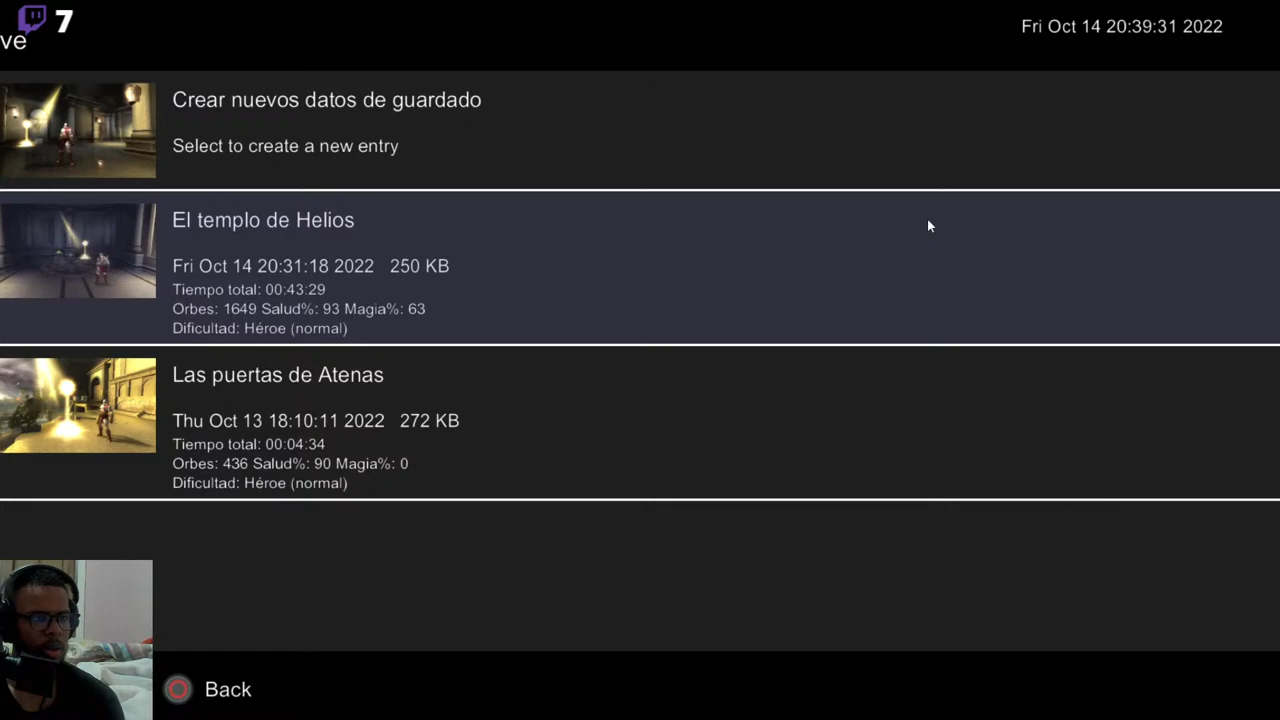 7
ve
Fri Oct 14 20:39:31 2022
Crear nuevos datos de guardado
Select to create a new entry
El templo de Helios
Fri Oct 14 20:31:18 2022 250 KB
Tiempo total: 00:43:29
Orbes: 1649 Salud%: 93 Magia%: 63
Dificultad: Héroe (normal)
Las puertas de Atenas
Thu Oct 13 18:10:11 2022 272 KB
Tiempo total: 00:04:34
Orbes: 436 Salud%: 90 Magia%: 0
Dificultad: Héroe (normal)
Back